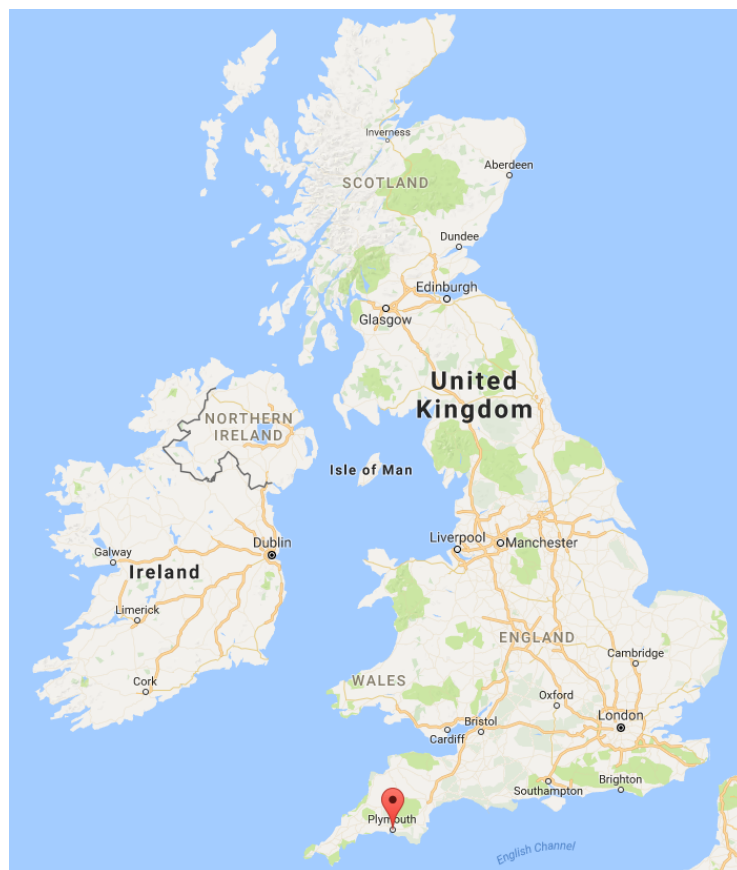 Inverness
Aberdeen
SCOTLAND
Dundee
Edinburgh
Glasgow
United
Kingdom
NORTHERN
IRELAND
Isle of Man
Liverpool
Manchester
Dublin
Galway
Ireland
Limerick
ENGLAND
Cambridge
Cork
WALES
Oxford
London
Bristol
Cardiff
Brighton
Southampton
Plymouth
English Channel